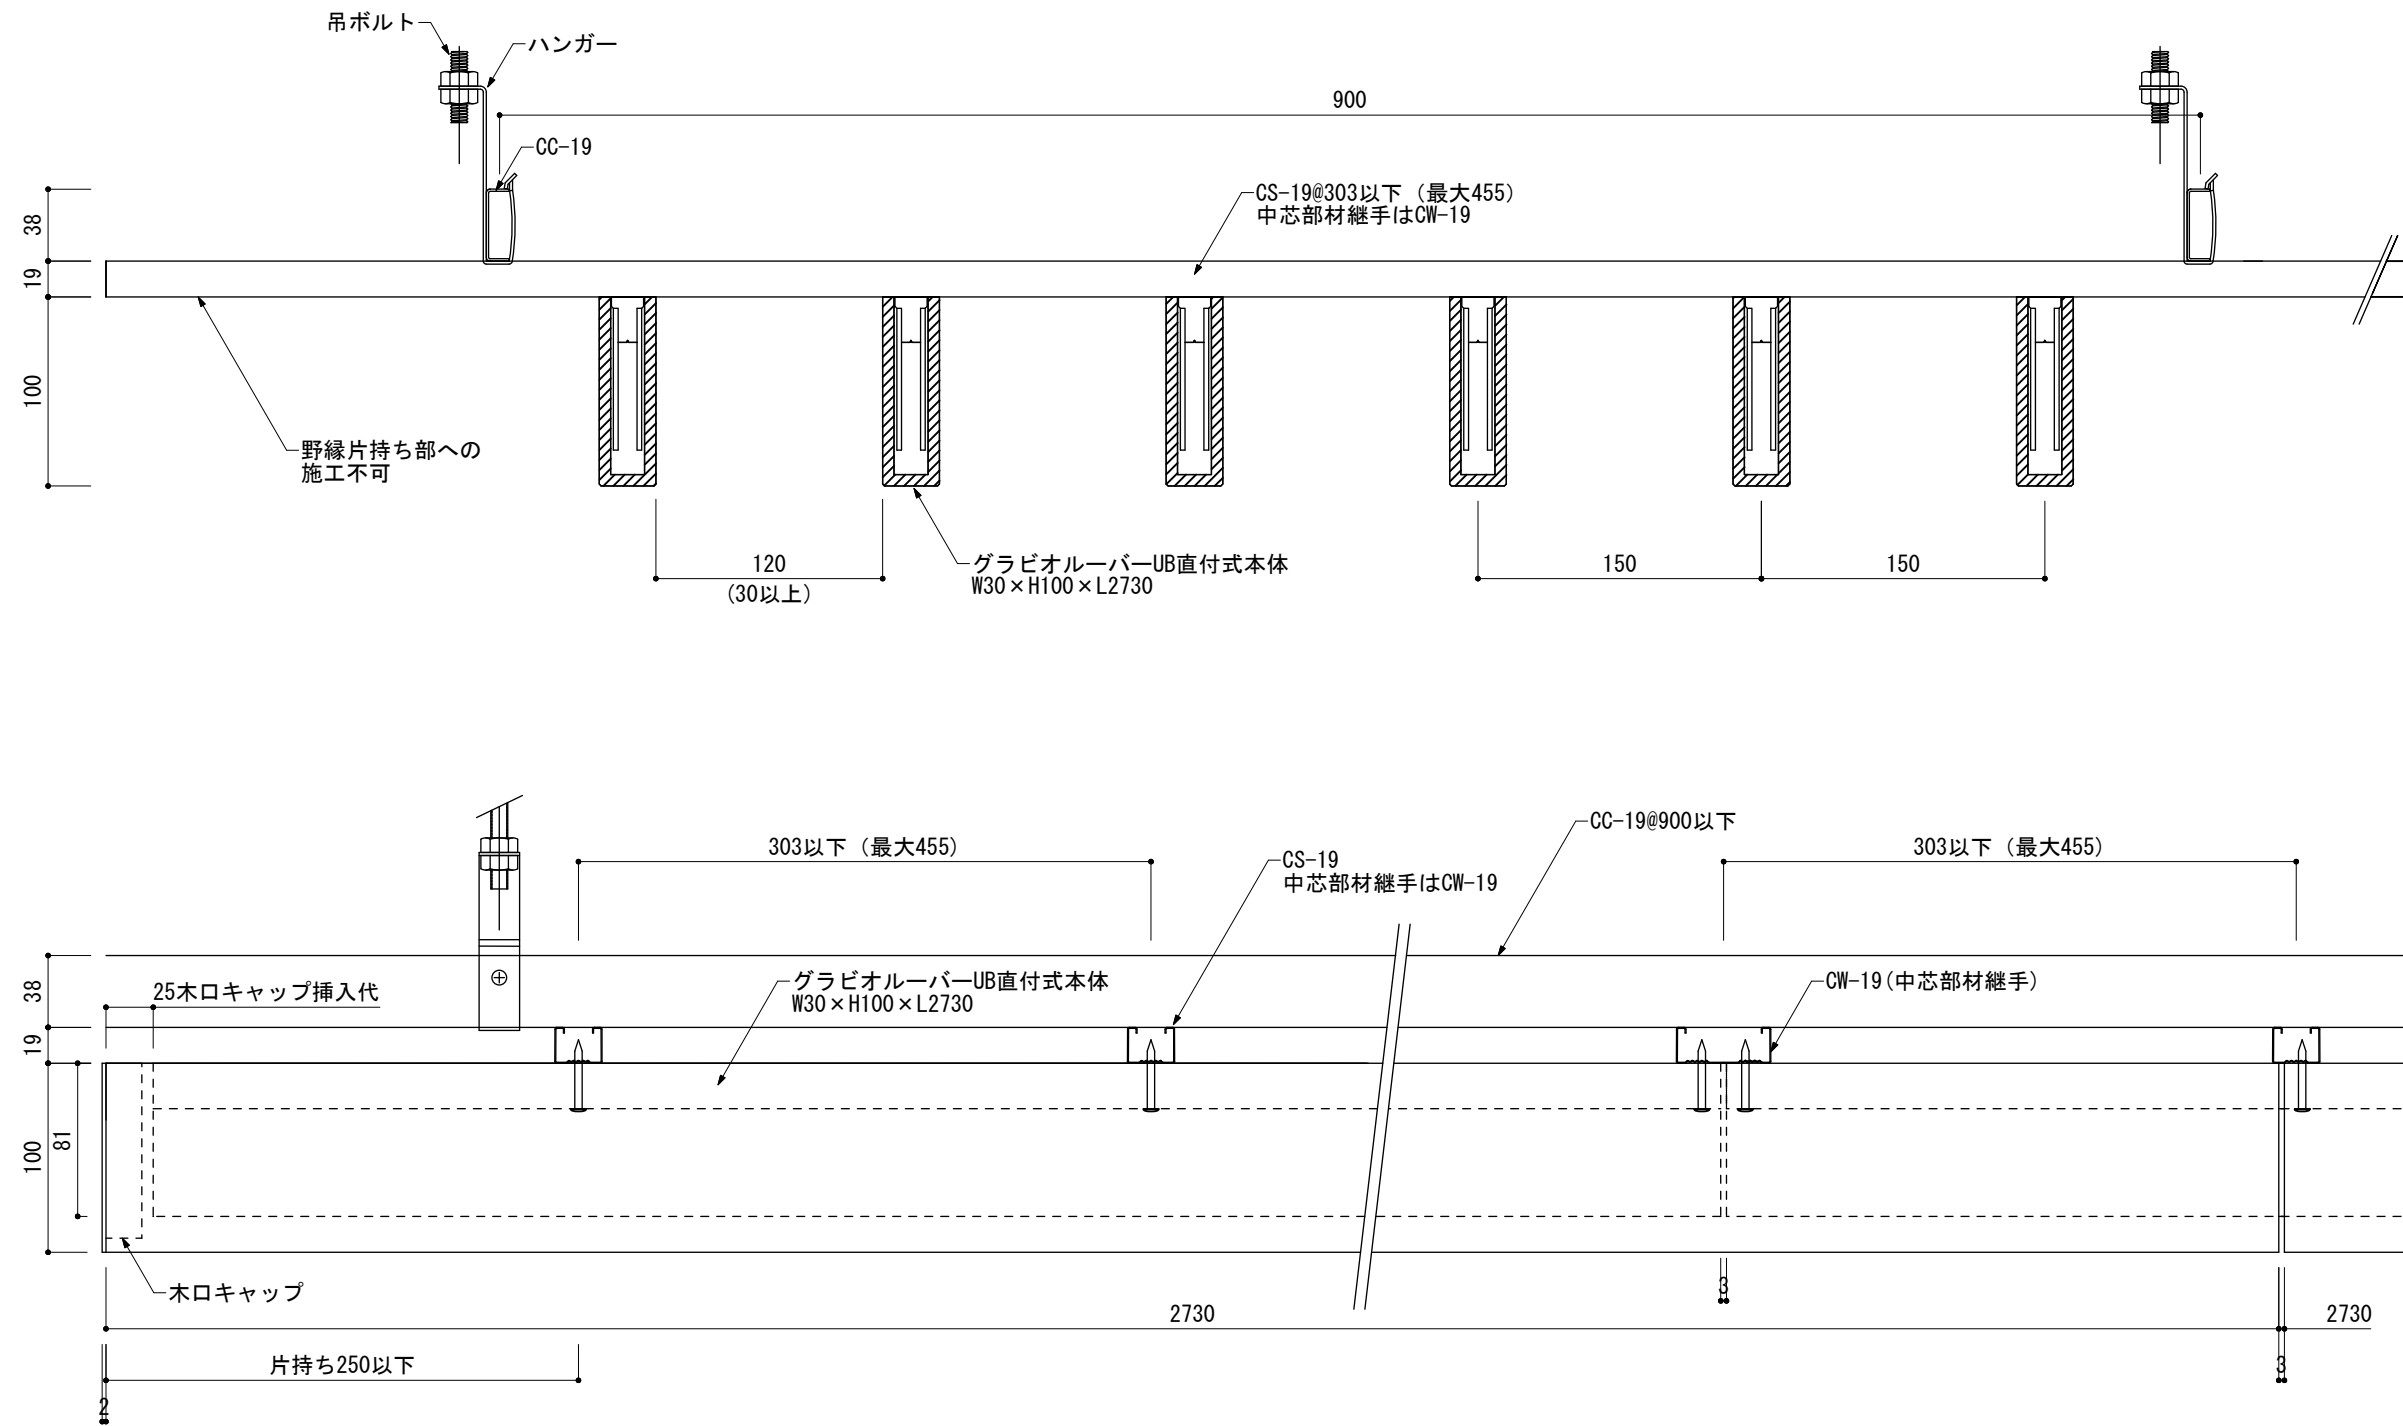 吊ボルト
ハンガー
900
CC-19
CS-19@303以下（最大455）
中芯部材継手はCW-19
38
19
100
野縁片持ち部への
施工不可
120
(30以上)
グラビオルーバーUB直付式本体
W30×H100×L2730
150
150
303以下（最大455）
CC-19@900以下
303以下（最大455）
CS-19
中芯部材継手はCW-19
38
19
100
81
25木口キャップ挿入代
グラビオルーバーUB直付式本体
W30×H100×L2730
CW-19(中芯部材継手)
木口キャップ
3
2730
2730
片持ち250以下
3
2